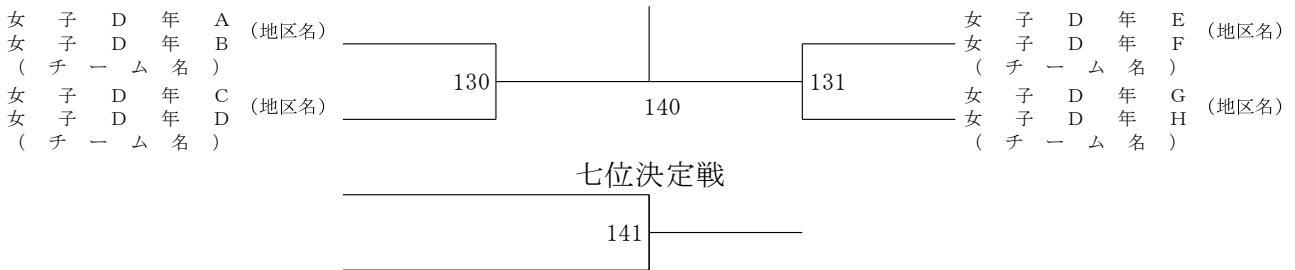 女子D年A
女子D年B
(地区名)
(チーム名)
女子D年C
女子D年D
(地区名)
(チーム名)
130
140
131
女子D年E
女子D年F
(地区名)
(チーム名)
女子D年G
女子D年H
(地区名)
(チーム名)
七位決定戦
141